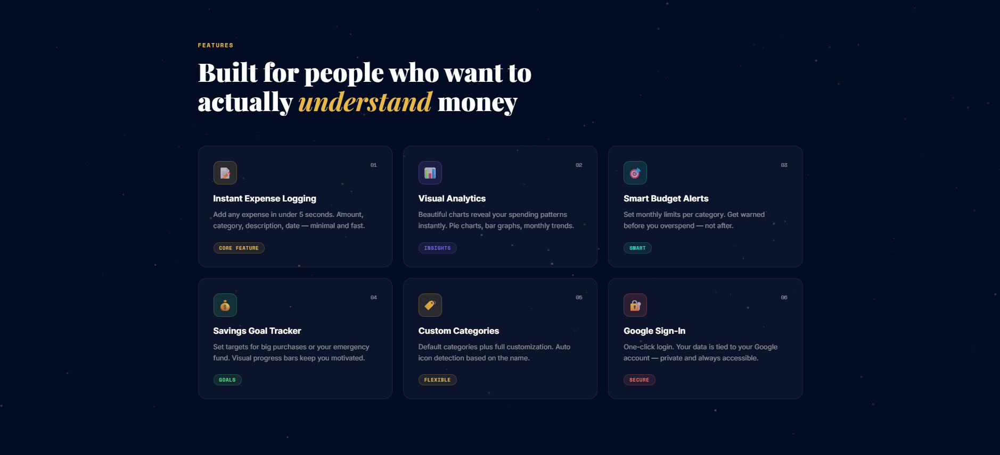 FEATURES
Built for people who want to
actually understand money
01
Instant Expense Logging
Add any expense in under 5 seconds. Amount,
category, description, date — minimal and fast.
CORE FEATURE
02
Visual Analytics
Beautiful charts reveal your spending patterns
instantly. Pie charts, bar graphs, monthly trends.
INSIGHTS
03
Smart Budget Alerts
Set monthly limits per category. Get warned
before you overspend — not after.
SMART
04
Savings Goal Tracker
Set targets for big purchases or your emergency
fund. Visual progress bars keep you motivated.
GOALS
05
Custom Categories
Default categories plus full customization. Auto
icon detection based on the name.
FLEXIBLE
06
Google Sign-In
One-click login. Your data is tied to your Google
account — private and always accessible.
SECURE